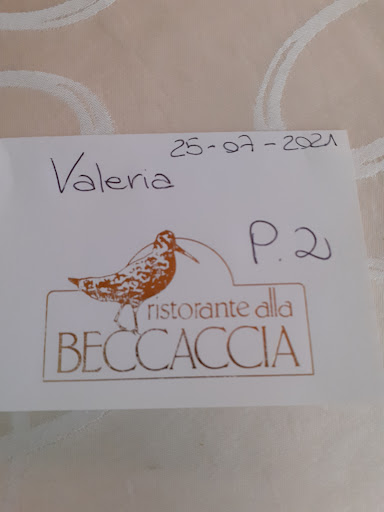 25-07-2021
Valeria
P.2
ristorante alla
BECCACCIA